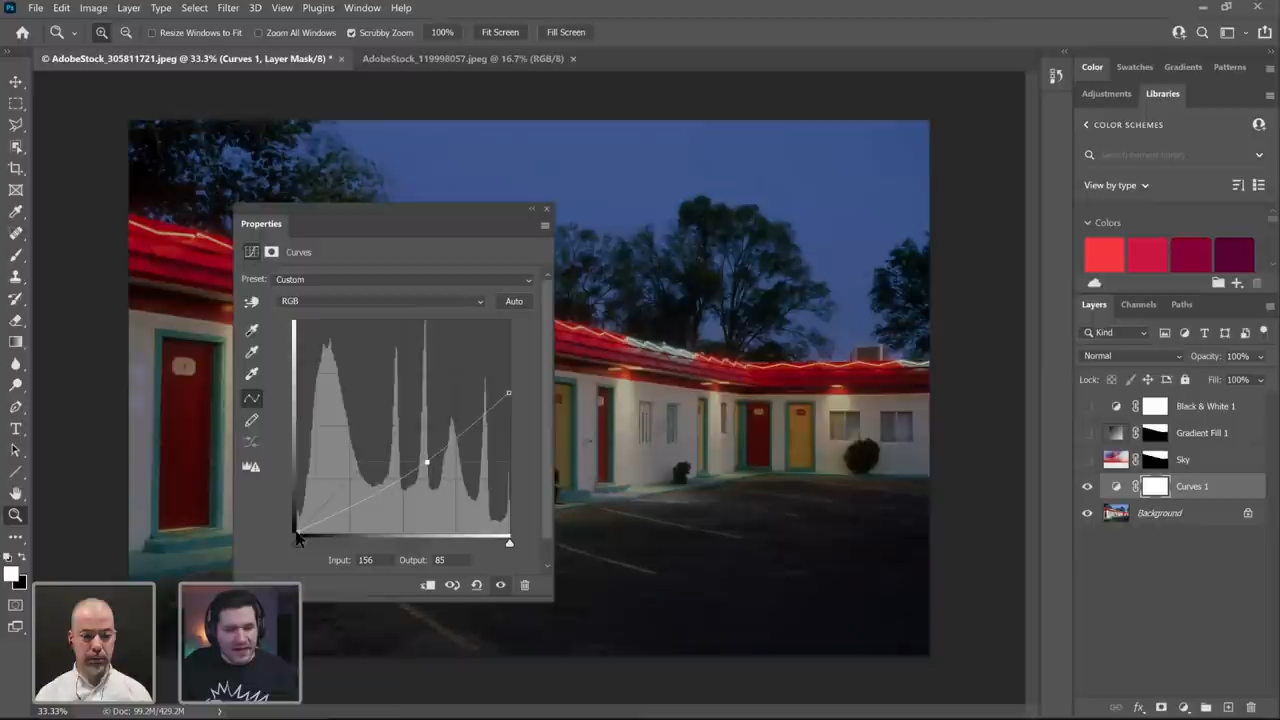 Ps File Edit Image Layer Type Select Filter 3D View Plugins Window Help
Resize Windows to Fit Zoom All Windows Scrubby Zoom 100% Fit Screen Fill Screen
© AdobeStock_305811721.jpeg @ 33.3% (Curves 1, Layer Mask/8) * × AdobeStock_119998057.jpeg @ 16.7% (RGB/8) ×
Color Swatches Gradients Patterns
Adjustments Libraries
COLOR SCHEMES
View by type
Colors
Layers Channels Paths
Kind
Normal Opacity: 100%
Lock: Fill: 100%
Black & White 1
Gradient Fill 1
Sky
Curves 1
Background
Properties
Curves
Preset: Custom
RGB Auto
Input: 156 Output: 85
33.33% © Doc: 99.2M/429.2M
fx